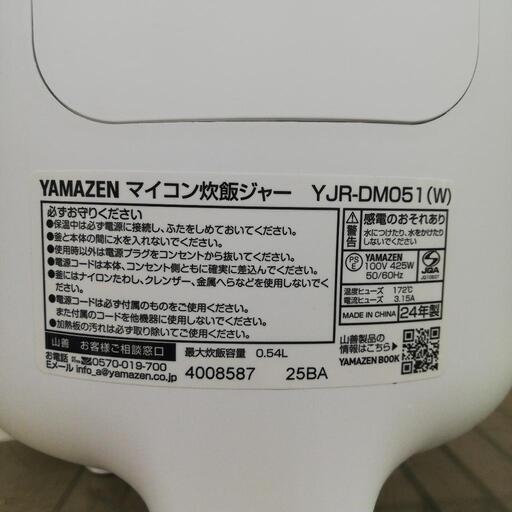 YAMAZEN マイコン炊飯ジャー YJR-DM051(W)
必ずお守りください
●保温中は必ず電源に接続し、ふたをしめておいてください。
●釜と本体の間に水を入れないでください。
●使用時以外は電源プラグをコンセントから抜いてください。
●電源コードは本体、コンセント側ともに確実に差込んでください。
●釜にはナイロンたわし、クレンザー、金属へらなどを使用しないでください。
●電源コードは必ず付属のものをご使用ください。
また付属のコードを他機器に使用しないでください。
●加熱板の汚れは必ず取り除いてご使用ください。
警告
感電のおそれあり
水につけたり、水をかけたりしないでください。
PSE
YAMAZEN
100V 425W
50/60Hz
JQA
温度ヒューズ 172℃
電流ヒューズ 3.15A
MADE IN CHINA
24年製
山善 お客様ご相談窓口
お電話 0570-019-700
Eメール info_a@yamazen.co.jp
最大炊飯容量 0.54L
4008587 25BA
山善製品の
情報はこちら
YAMAZEN BOOK